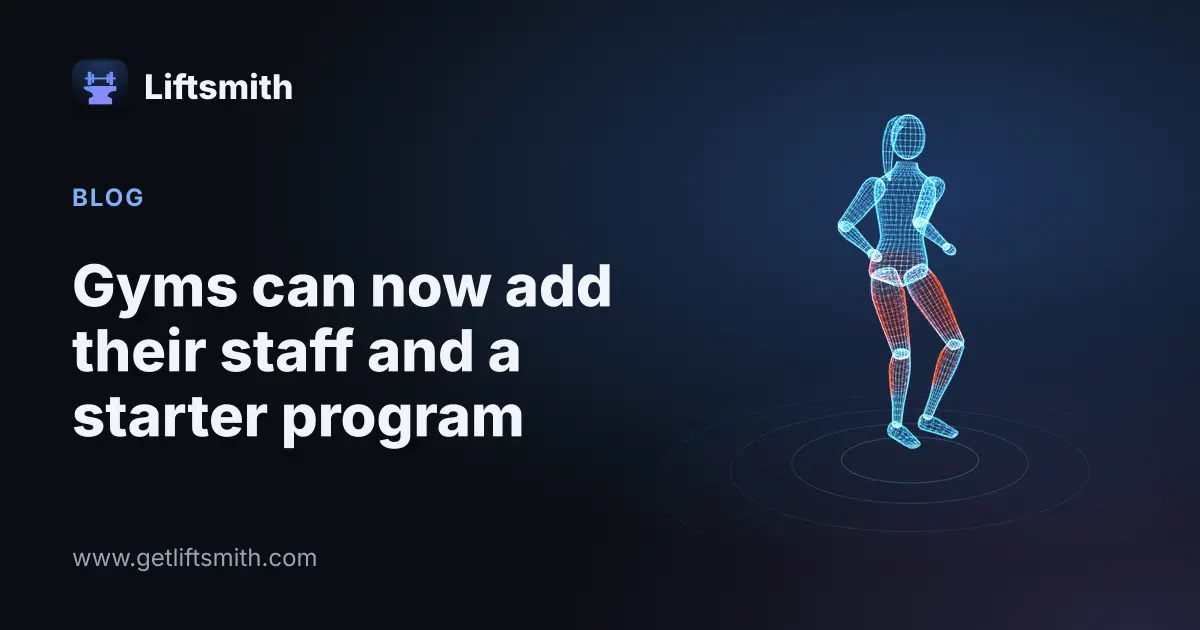 Liftsmith
BLOG
Gyms can now add
their staff and a
starter program
www.getliftsmith.com